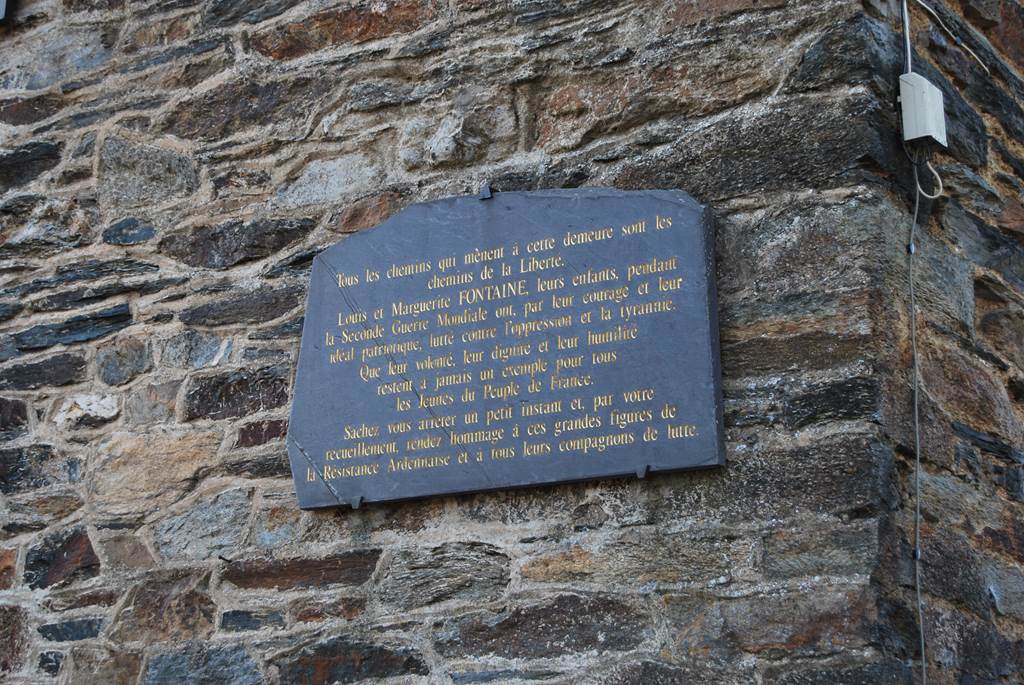 Tous les chemins qui mènent à cette demeure sont les
chemins de la Liberté.
Louis et Marguerite FONTAINE, leurs enfants, pendant
la Seconde Guerre Mondiale ont, par leur courage et leur
idéal patriotique, lutté contre l'oppression et la tyrannie.
Que leur volonté, leur dignité et leur humilité
restent à jamais un exemple pour tous
les Jeunes du Peuple de France.
Sachez vous arrêter un petit instant et, par votre
recueillement, rendez hommage à ces grandes figures de
la Résistance Ardennaise et à tous leurs compagnons de lutte.